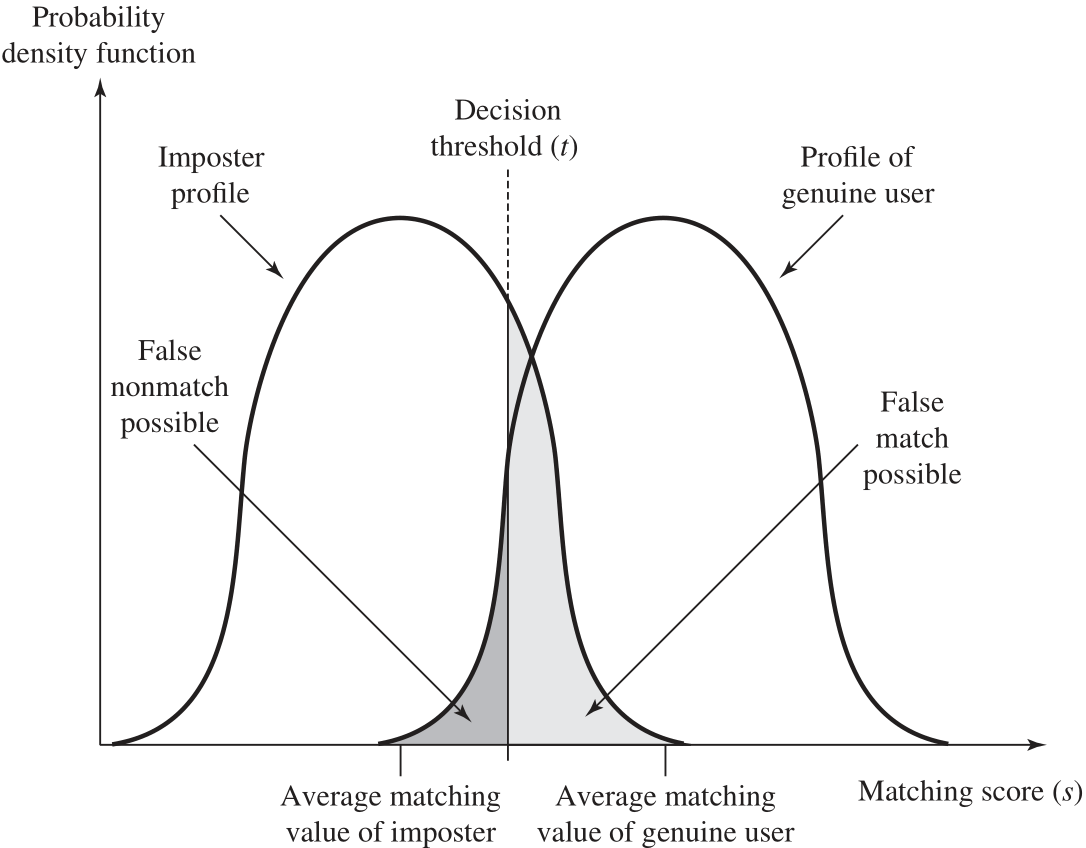 Probability
density function
Decision
threshold (t)
Imposter
profile
Profile of
genuine user
False
nonmatch
possible
False
match
possible
Average matching
value of imposter
Average matching
value of genuine user
Matching score (s)